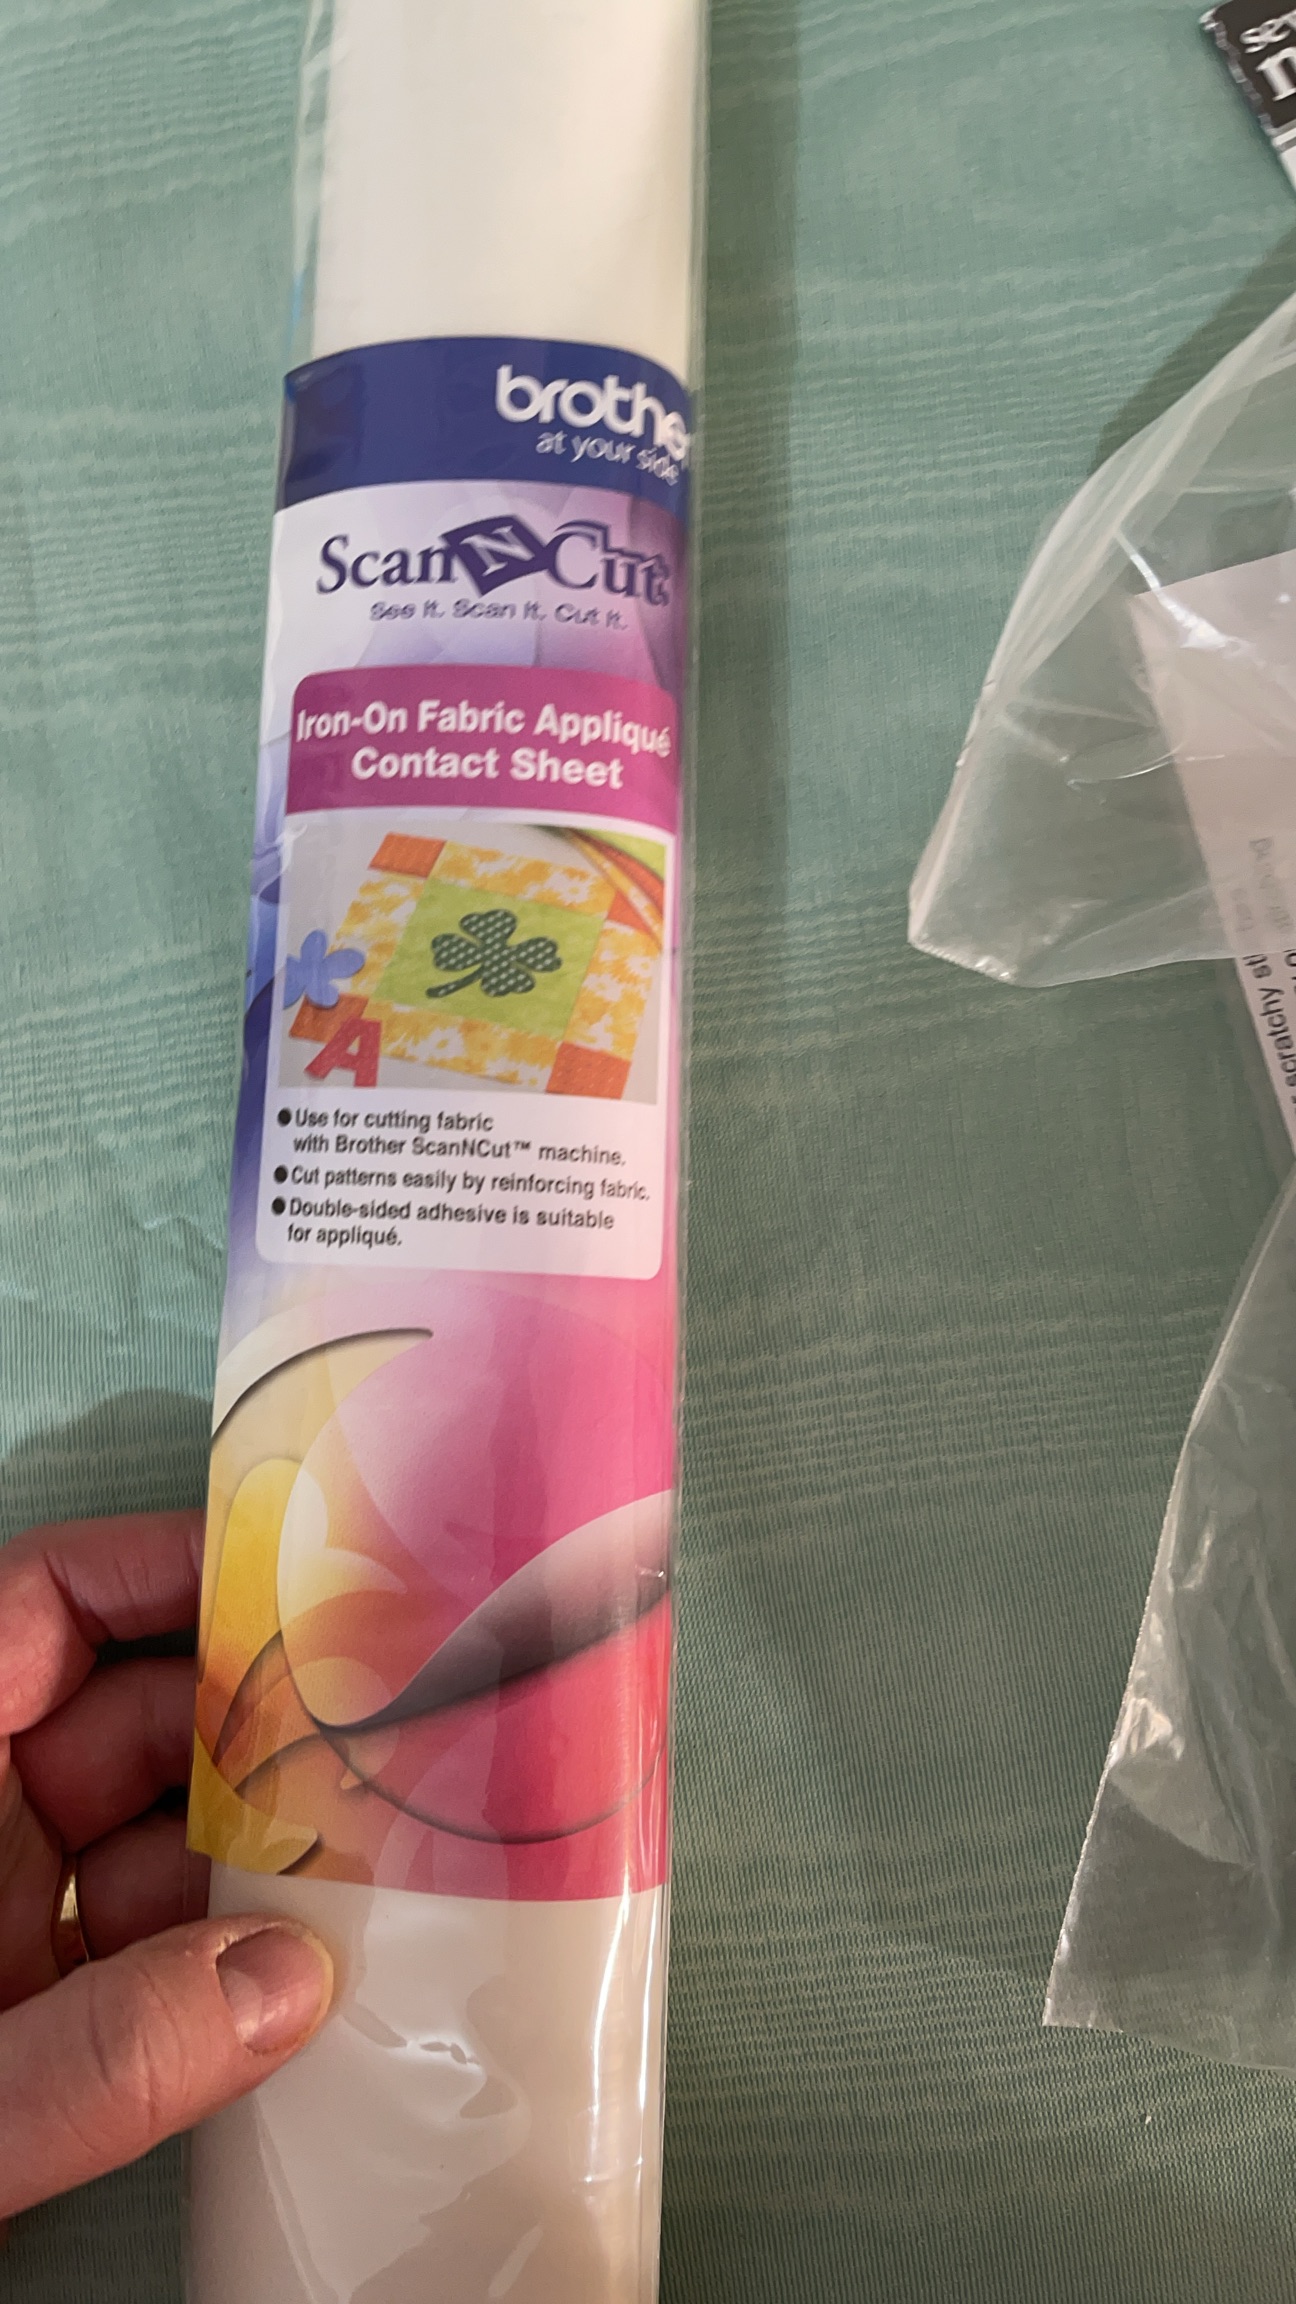 brother
at your side
ScanNCut
See It. Scan It. Cut It.
Iron-On Fabric Appliqué
Contact Sheet
A
● Use for cutting fabric
with Brother ScanNCut™ machine.
● Cut patterns easily by reinforcing fabric.
● Double-sided adhesive is suitable
for appliqué.
scratchy